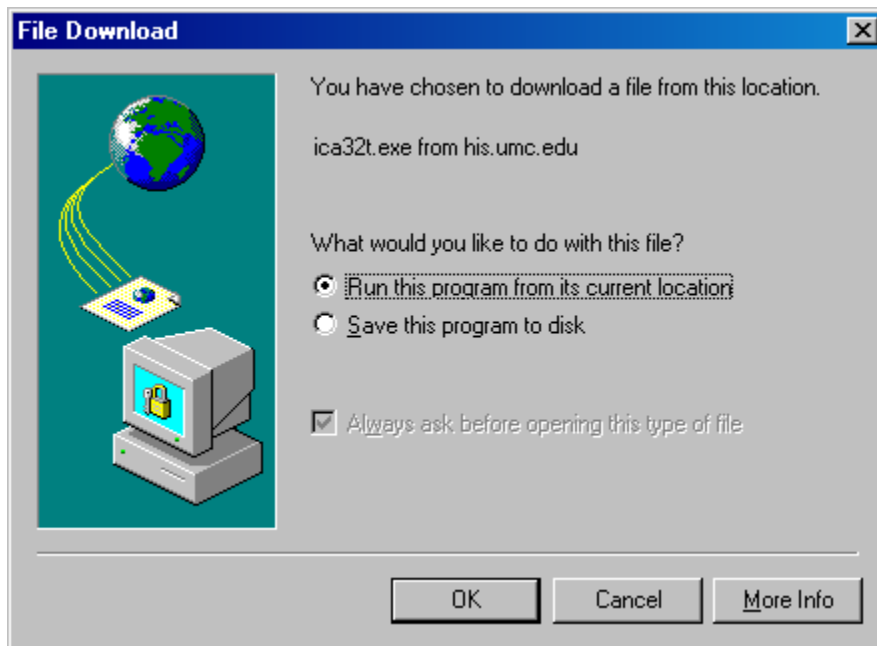 File Download
You have chosen to download a file from this location.
ica32t.exe from his.umc.edu
What would you like to do with this file?
Run this program from its current location
Save this program to disk
Always ask before opening this type of file
OK Cancel More Info